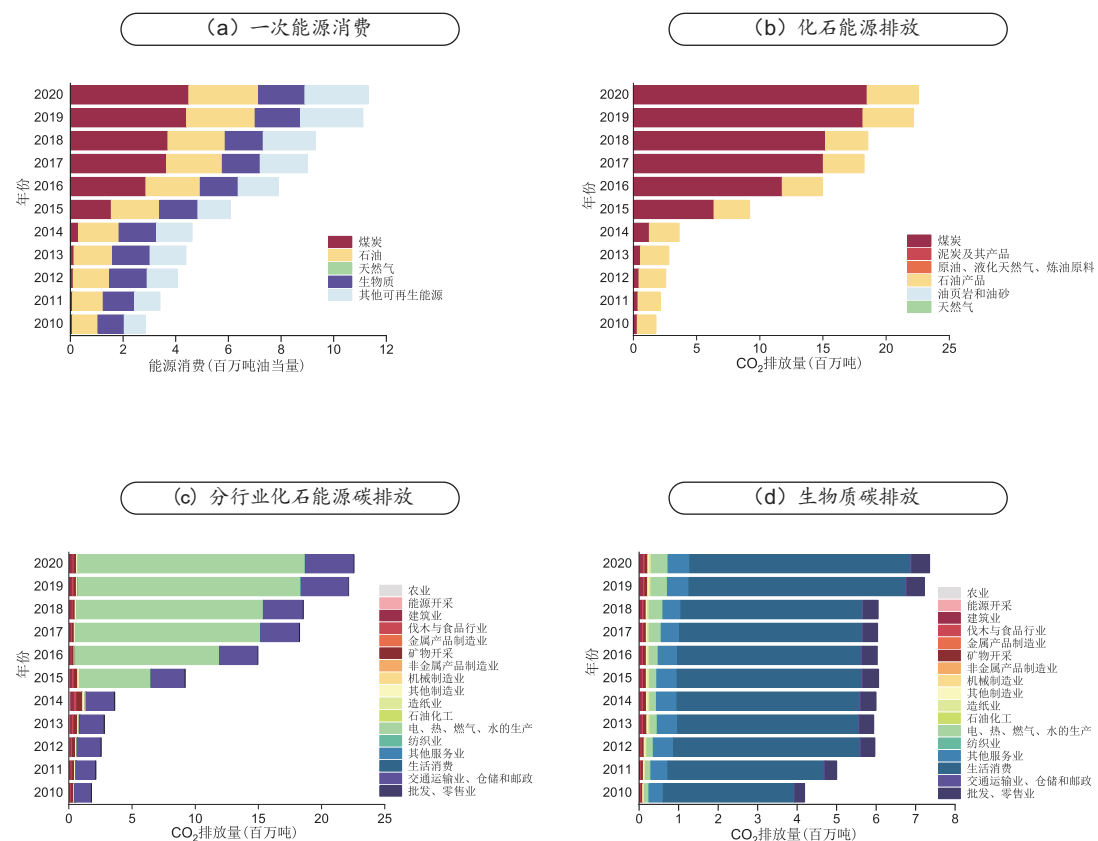 (a) 一次能源消费
年份
2020
2019
2018
2017
2016
2015
2014
2013
2012
2011
2010
0 2 4 6 8 10 12
能源消费(百万吨油当量)
煤炭
石油
天然气
生物质
其他可再生能源
(b) 化石能源排放
年份
2020
2019
2018
2017
2016
2015
2014
2013
2012
2011
2010
0 5 10 15 20 25
CO2排放量(百万吨)
煤炭
泥炭及其产品
原油、液化天然气、炼油原料
石油产品
油页岩和油砂
天然气
(c) 分行业化石能源碳排放
年份
2020
2019
2018
2017
2016
2015
2014
2013
2012
2011
2010
0 5 10 15 20 25
CO2排放量(百万吨)
农业
能源开采
建筑业
伐木与食品行业
金属产品制造业
矿物开采
非金属产品制造业
机械制造业
其他制造业
造纸业
石油化工
电、热、燃气、水的生产
纺织业
其他服务业
生活消费
交通运输业、仓储和邮政
批发、零售业
(d) 生物质碳排放
年份
2020
2019
2018
2017
2016
2015
2014
2013
2012
2011
2010
0 1 2 3 4 5 6 7 8
CO2排放量(百万吨)
农业
能源开采
建筑业
伐木与食品行业
金属产品制造业
矿物开采
非金属产品制造业
机械制造业
其他制造业
造纸业
石油化工
电、热、燃气、水的生产
纺织业
其他服务业
生活消费
交通运输业、仓储和邮政
批发、零售业